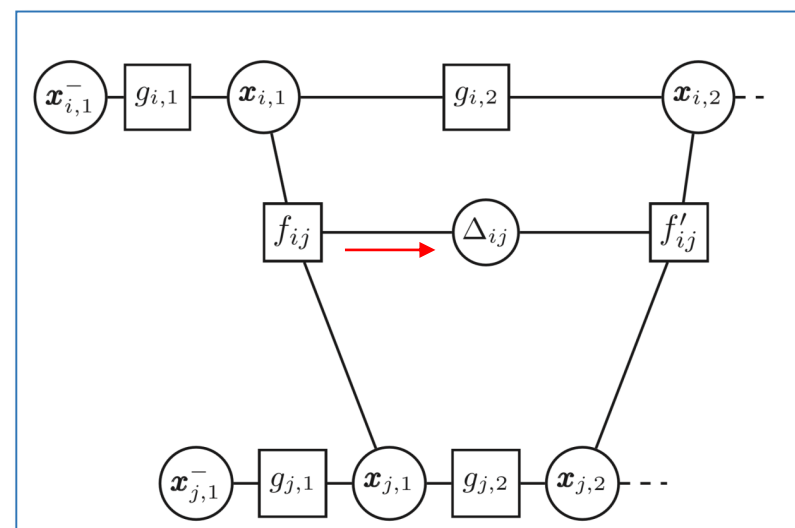 x⁻ᵢ,₁ gᵢ,₁ xᵢ,₁ gᵢ,₂ xᵢ,₂
fᵢⱼ Δᵢⱼ f′ᵢⱼ
x⁻ⱼ,₁ gⱼ,₁ xⱼ,₁ gⱼ,₂ xⱼ,₂